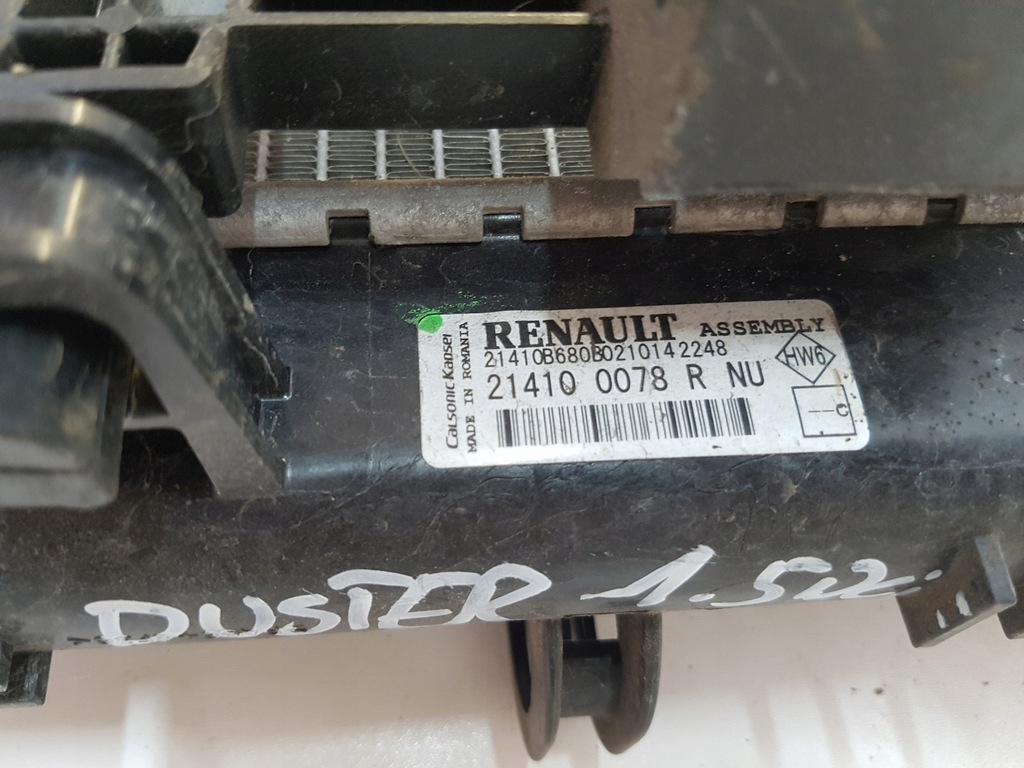 RENAULT ASSEMBLY
21410B680B0210142248
21410 0078 R NU
HW6
Calsonic Kansei
MADE IN ROMANIA
DUSTER 1.5